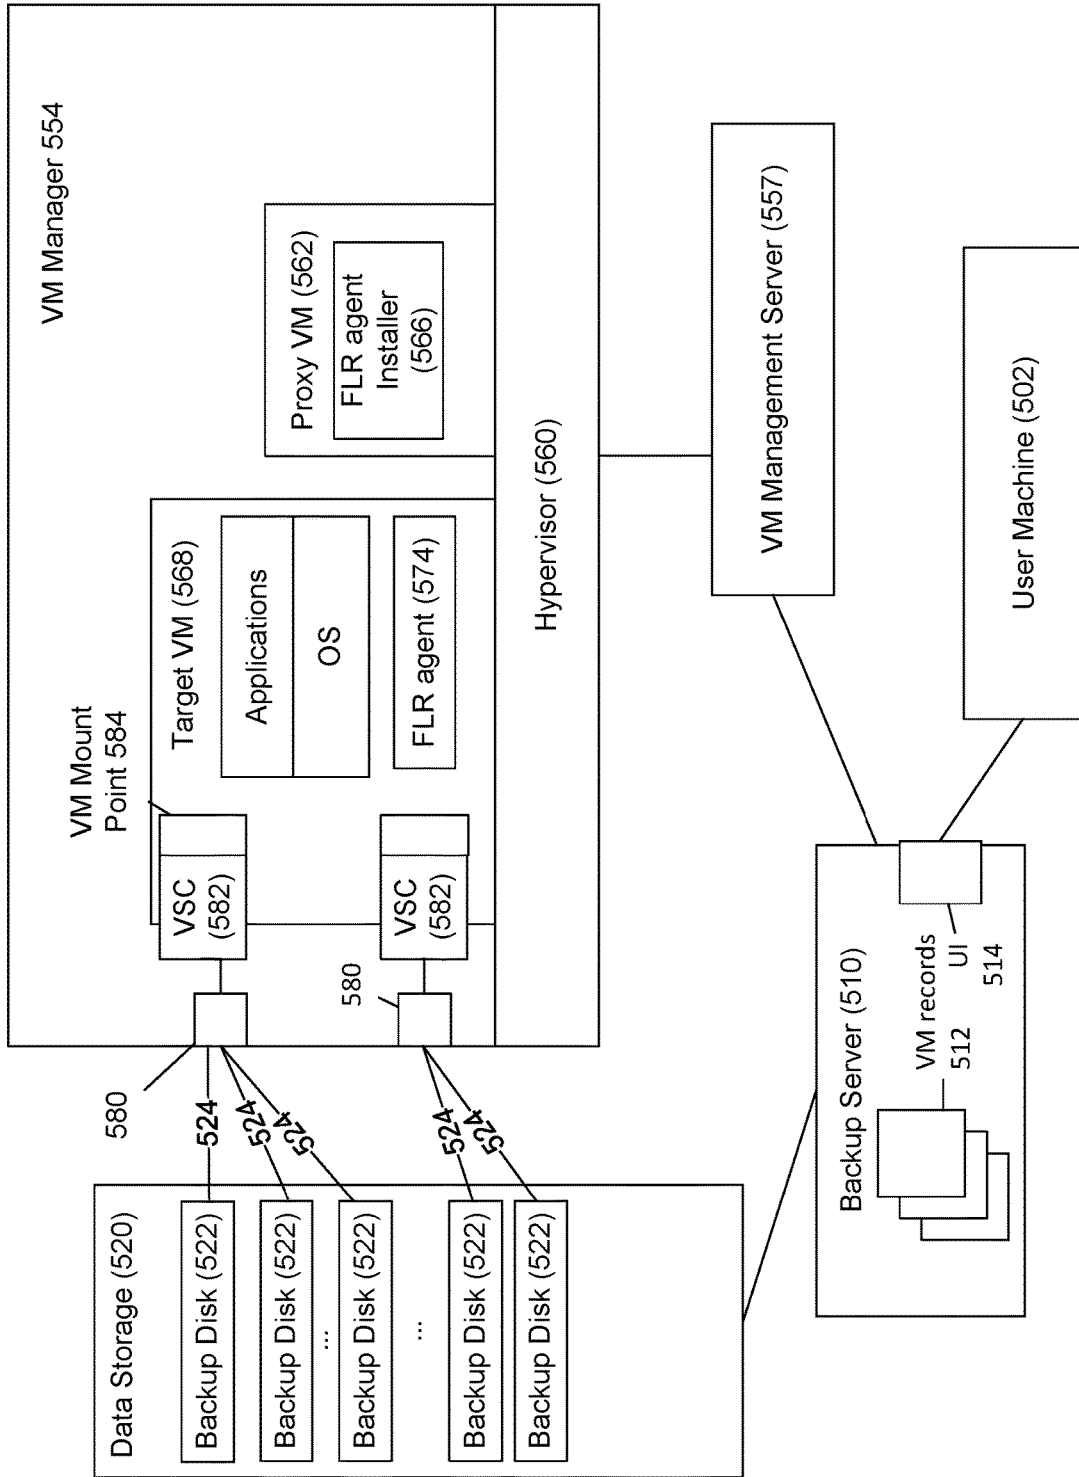 Data Storage (520)
Backup Disk (522)
Backup Disk (522)
...
Backup Disk (522)
...
Backup Disk (522)
Backup Disk (522)
524
524
524
524
524
580
580
VM Manager 554
VM Mount
Point 584
VSC
(582)
VSC
(582)
Target VM (568)
Applications
OS
FLR agent (574)
Proxy VM (562)
FLR agent
Installer
(566)
Hypervisor (560)
VM Management Server (557)
Backup Server (510)
VM records
512
UI
514
User Machine (502)